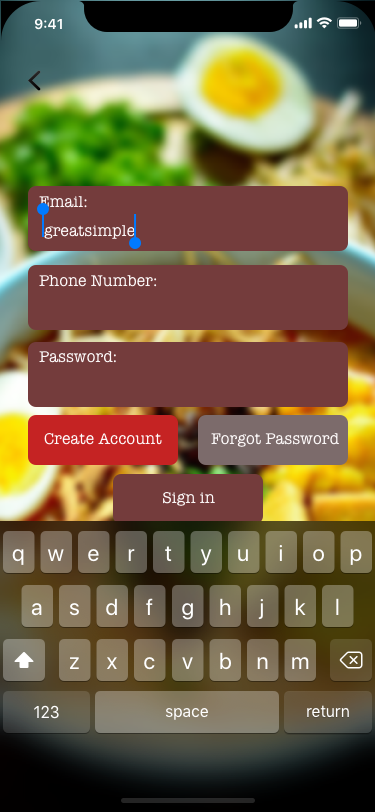 9:41
Email:
greatsimple
Phone Number:
Password:
Create Account
Forgot Password
Sign in
q w e r t y u i o p
a s d f g h j k l
z x c v b n m
123 space return